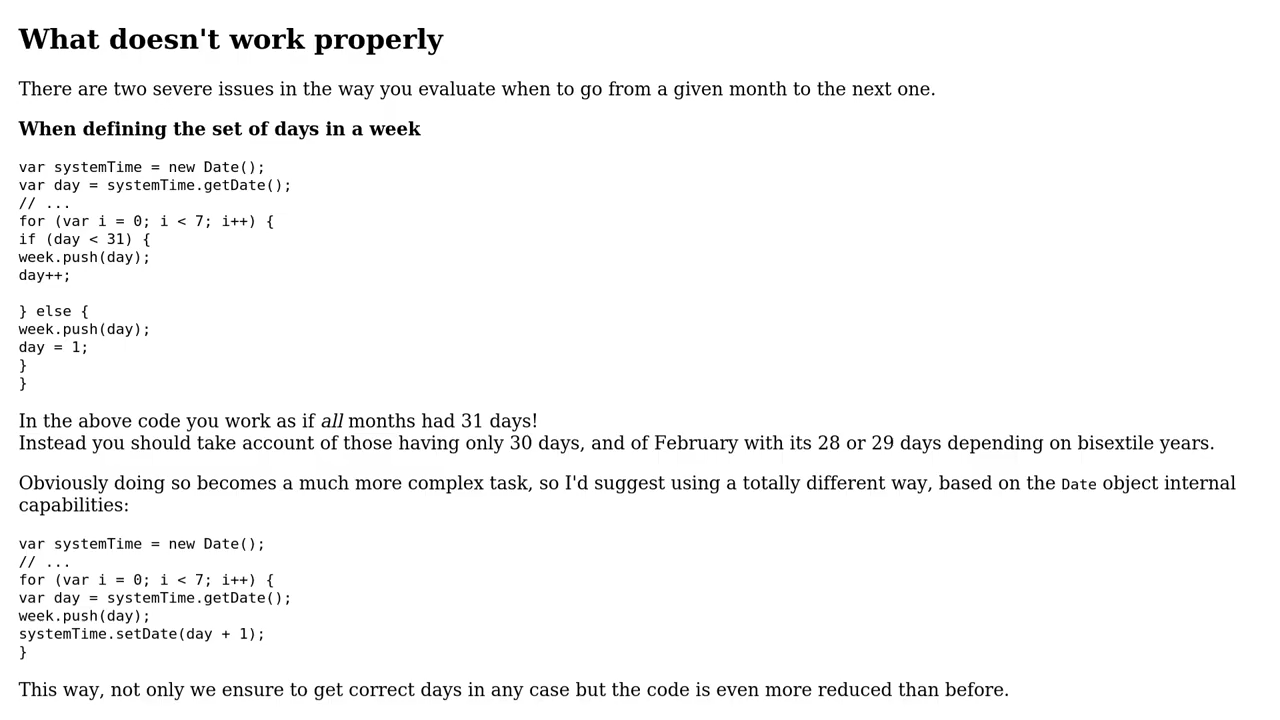 What doesn't work properly
There are two severe issues in the way you evaluate when to go from a given month to the next one.
When defining the set of days in a week
var systemTime = new Date();
var day = systemTime.getDate();
// ...
for (var i = 0; i < 7; i++) {
if (day < 31) {
week.push(day);
day++;
} else {
week.push(day);
day = 1;
}
}
In the above code you work as if all months had 31 days!
Instead you should take account of those having only 30 days, and of February with its 28 or 29 days depending on bisextile years.
Obviously doing so becomes a much more complex task, so I'd suggest using a totally different way, based on the Date object internal
capabilities:
var systemTime = new Date();
// ...
for (var i = 0; i < 7; i++) {
var day = systemTime.getDate();
week.push(day);
systemTime.setDate(day + 1);
}
This way, not only we ensure to get correct days in any case but the code is even more reduced than before.